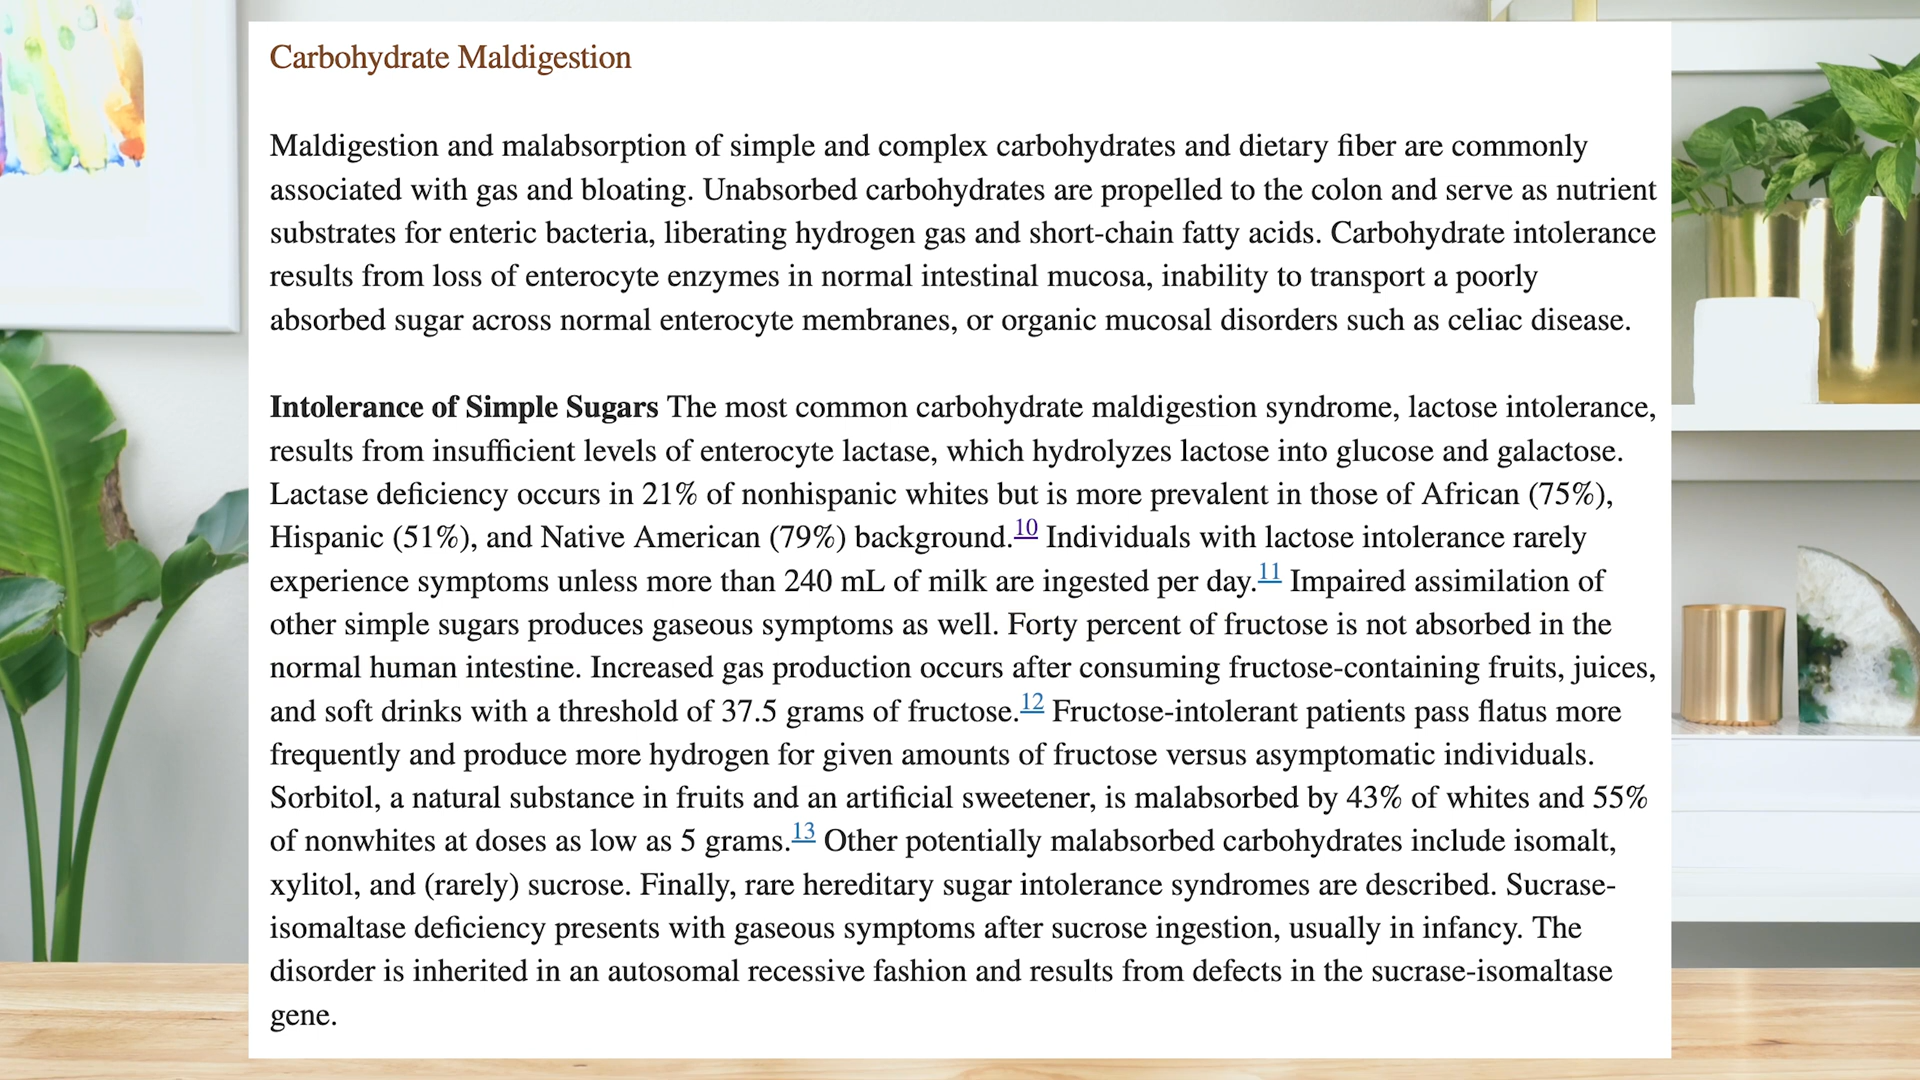 Carbohydrate Maldigestion
Maldigestion and malabsorption of simple and complex carbohydrates and dietary fiber are commonly
associated with gas and bloating. Unabsorbed carbohydrates are propelled to the colon and serve as nutrient
substrates for enteric bacteria, liberating hydrogen gas and short-chain fatty acids. Carbohydrate intolerance
results from loss of enterocyte enzymes in normal intestinal mucosa, inability to transport a poorly
absorbed sugar across normal enterocyte membranes, or organic mucosal disorders such as celiac disease.
Intolerance of Simple Sugars The most common carbohydrate maldigestion syndrome, lactose intolerance,
results from insufficient levels of enterocyte lactase, which hydrolyzes lactose into glucose and galactose.
Lactase deficiency occurs in 21% of nonhispanic whites but is more prevalent in those of African (75%),
Hispanic (51%), and Native American (79%) background.10 Individuals with lactose intolerance rarely
experience symptoms unless more than 240 mL of milk are ingested per day.11 Impaired assimilation of
other simple sugars produces gaseous symptoms as well. Forty percent of fructose is not absorbed in the
normal human intestine. Increased gas production occurs after consuming fructose-containing fruits, juices,
and soft drinks with a threshold of 37.5 grams of fructose.12 Fructose-intolerant patients pass flatus more
frequently and produce more hydrogen for given amounts of fructose versus asymptomatic individuals.
Sorbitol, a natural substance in fruits and an artificial sweetener, is malabsorbed by 43% of whites and 55%
of nonwhites at doses as low as 5 grams.13 Other potentially malabsorbed carbohydrates include isomalt,
xylitol, and (rarely) sucrose. Finally, rare hereditary sugar intolerance syndromes are described. Sucrase-
isomaltase deficiency presents with gaseous symptoms after sucrose ingestion, usually in infancy. The
disorder is inherited in an autosomal recessive fashion and results from defects in the sucrase-isomaltase
gene.